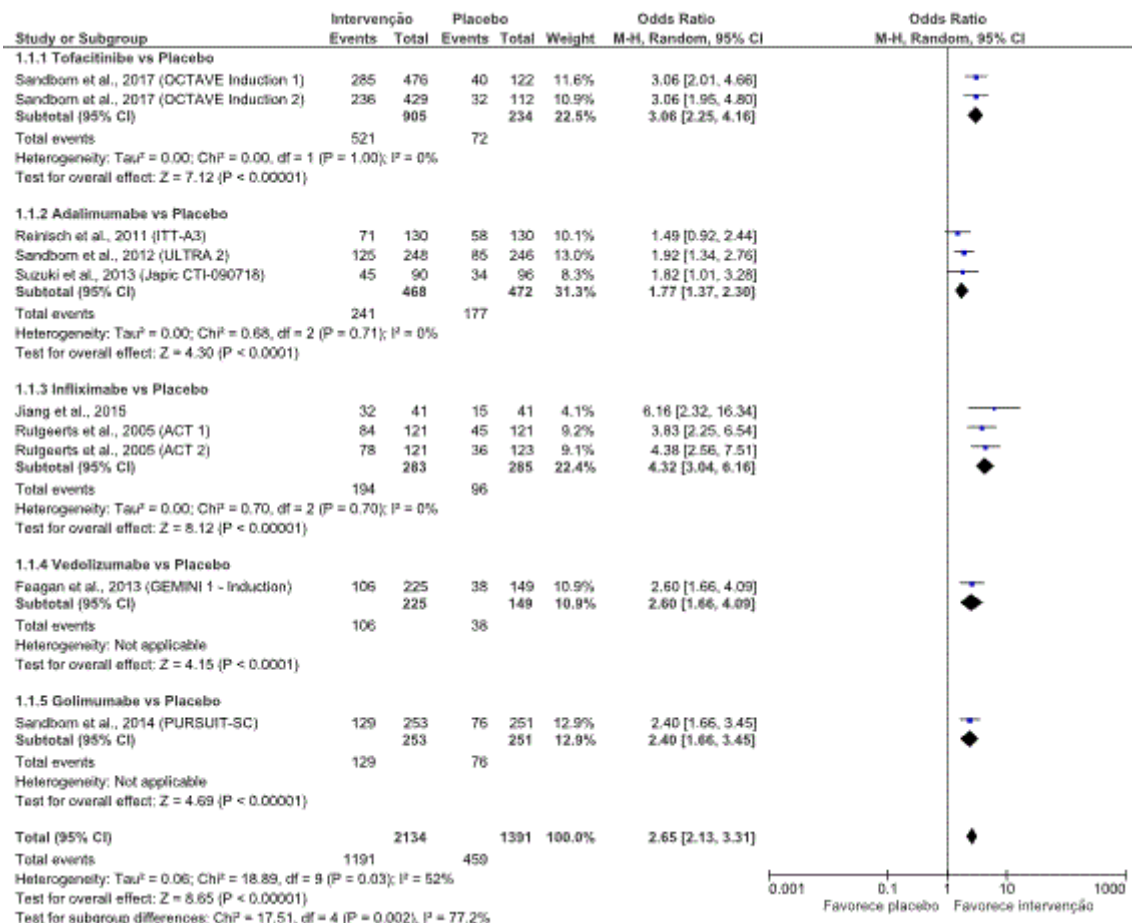 Intervenção Placebo Odds Ratio Odds Ratio
Study or Subgroup Events Total Events Total Weight M-H, Random, 95% CI M-H, Random, 95% CI
1.1.1 Tofacitinibe vs Placebo
Sandborn et al., 2017 (OCTAVE Induction 1) 285 476 40 122 11.6% 3.06 [2.01, 4.66]
Sandborn et al., 2017 (OCTAVE Induction 2) 236 429 32 112 10.9% 3.06 [1.95, 4.80]
Subtotal (95% CI) 905 234 22.5% 3.06 [2.25, 4.16]
Total events 521 72
Heterogeneity: Tau² = 0.00; Chi² = 0.00, df = 1 (P = 1.00); I² = 0%
Test for overall effect: Z = 7.12 (P < 0.00001)
1.1.2 Adalimumabe vs Placebo
Reinisch et al., 2011 (ITT-A3) 71 130 58 130 10.1% 1.49 [0.92, 2.44]
Sandborn et al., 2012 (ULTRA 2) 125 248 85 246 13.0% 1.92 [1.34, 2.76]
Suzuki et al., 2013 (Japic CTI-090718) 45 90 34 96 8.3% 1.82 [1.01, 3.28]
Subtotal (95% CI) 468 472 31.3% 1.77 [1.37, 2.30]
Total events 241 177
Heterogeneity: Tau² = 0.00; Chi² = 0.68, df = 2 (P = 0.71); I² = 0%
Test for overall effect: Z = 4.30 (P < 0.0001)
1.1.3 Infliximabe vs Placebo
Jiang et al., 2015 32 41 15 41 4.1% 6.16 [2.32, 16.34]
Rutgeerts et al., 2005 (ACT 1) 84 121 45 121 9.2% 3.83 [2.25, 6.54]
Rutgeerts et al., 2005 (ACT 2) 78 121 36 123 9.1% 4.38 [2.56, 7.51]
Subtotal (95% CI) 283 285 22.4% 4.32 [3.04, 6.16]
Total events 194 96
Heterogeneity: Tau² = 0.00; Chi² = 0.70, df = 2 (P = 0.70); I² = 0%
Test for overall effect: Z = 8.12 (P < 0.00001)
1.1.4 Vedolizumabe vs Placebo
Feagan et al., 2013 (GEMINI 1 - Induction) 106 225 38 149 10.9% 2.60 [1.66, 4.09]
Subtotal (95% CI) 225 149 10.9% 2.60 [1.66, 4.09]
Total events 106 38
Heterogeneity: Not applicable
Test for overall effect: Z = 4.15 (P < 0.0001)
1.1.5 Golimumabe vs Placebo
Sandborn et al., 2014 (PURSUIT-SC) 129 253 76 251 12.9% 2.40 [1.66, 3.45]
Subtotal (95% CI) 253 251 12.9% 2.40 [1.66, 3.45]
Total events 129 76
Heterogeneity: Not applicable
Test for overall effect: Z = 4.69 (P < 0.00001)
Total (95% CI) 2134 1391 100.0% 2.65 [2.13, 3.31]
Total events 1191 459
Heterogeneity: Tau² = 0.06; Chi² = 18.89, df = 9 (P = 0.03); I² = 52%
Test for overall effect: Z = 8.65 (P < 0.00001)
Test for subgroup differences: Chi² = 17.51, df = 4 (P = 0.002), I² = 77.2%
0.001 0.1 1 10 1000
Favorece placebo Favorece intervenção